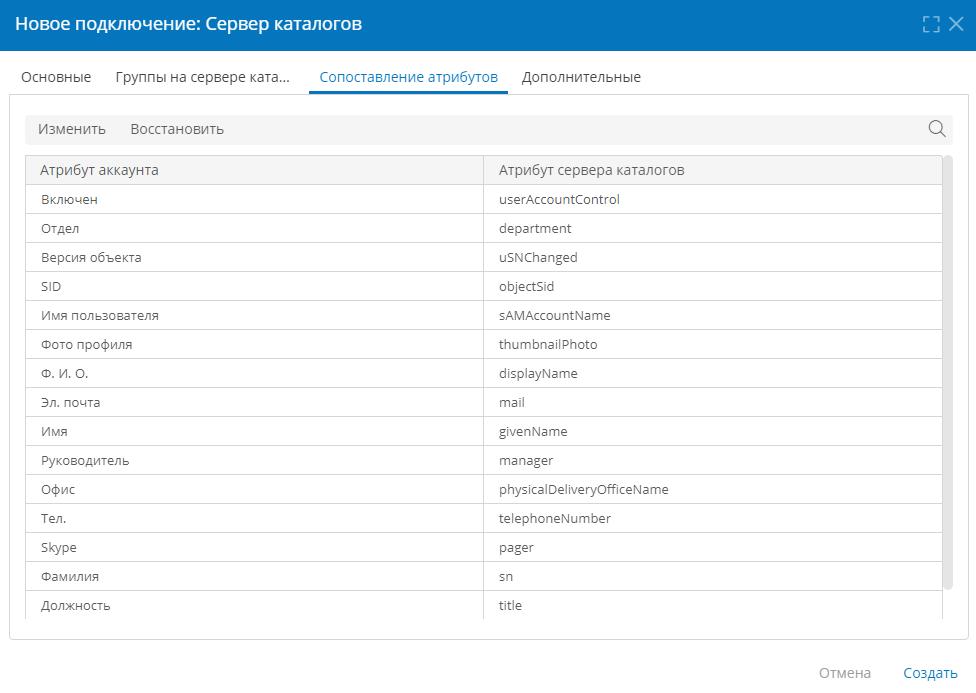 Новое подключение: Сервер каталогов
Основные Группы на сервере ката... Сопоставление атрибутов Дополнительные
Изменить Восстановить
Атрибут аккаунта Атрибут сервера каталогов
Включен userAccountControl
Отдел department
Версия объекта uSNChanged
SID objectSid
Имя пользователя sAMAccountName
Фото профиля thumbnailPhoto
Ф. И. О. displayName
Эл. почта mail
Имя givenName
Руководитель manager
Офис physicalDeliveryOfficeName
Тел. telephoneNumber
Skype pager
Фамилия sn
Должность title
Отмена Создать